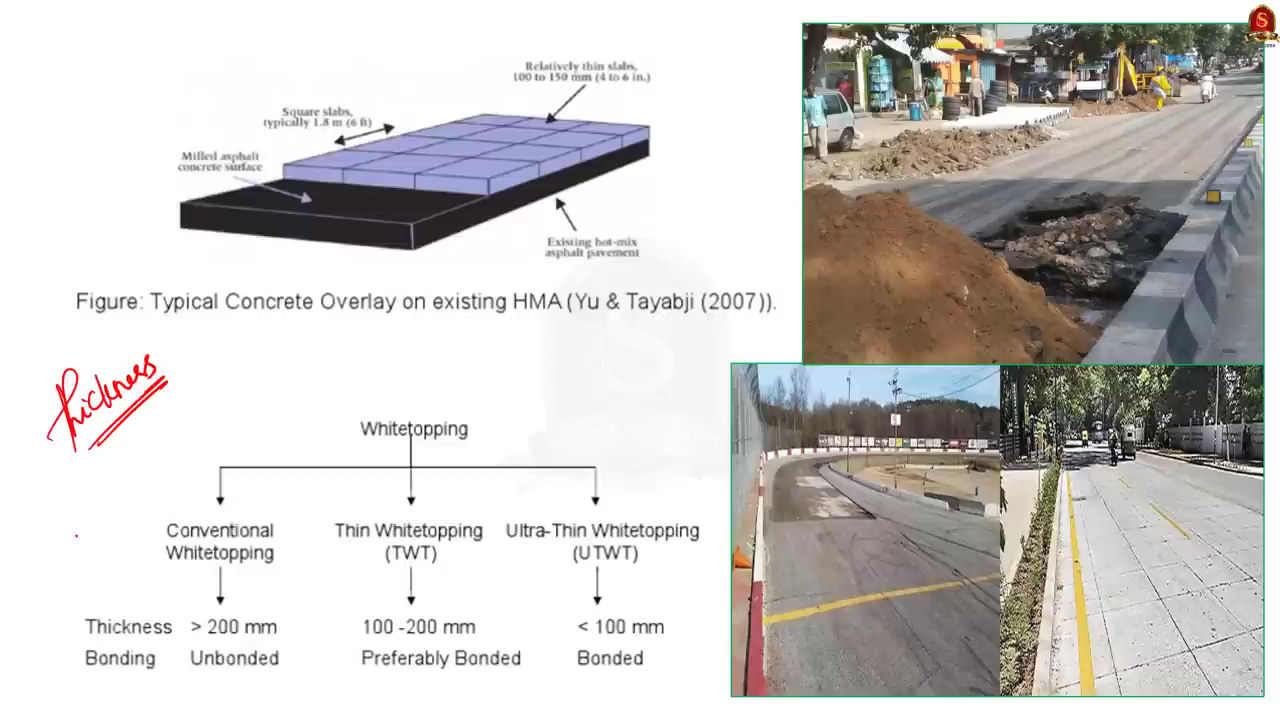 Relatively thin slabs,
100 to 150 mm (4 to 6 in.)
Square slabs,
typically 1.8 m (6 ft)
Milled asphalt
concrete surface
Existing hot-mix
asphalt pavement
Figure: Typical Concrete Overlay on existing HMA (Yu & Tayabji (2007)).
Thickness
Whitetopping
Conventional Whitetopping
Thin Whitetopping (TWT)
Ultra-Thin Whitetopping (UTWT)
Thickness > 200 mm 100 -200 mm < 100 mm
Bonding Unbonded Preferably Bonded Bonded
S